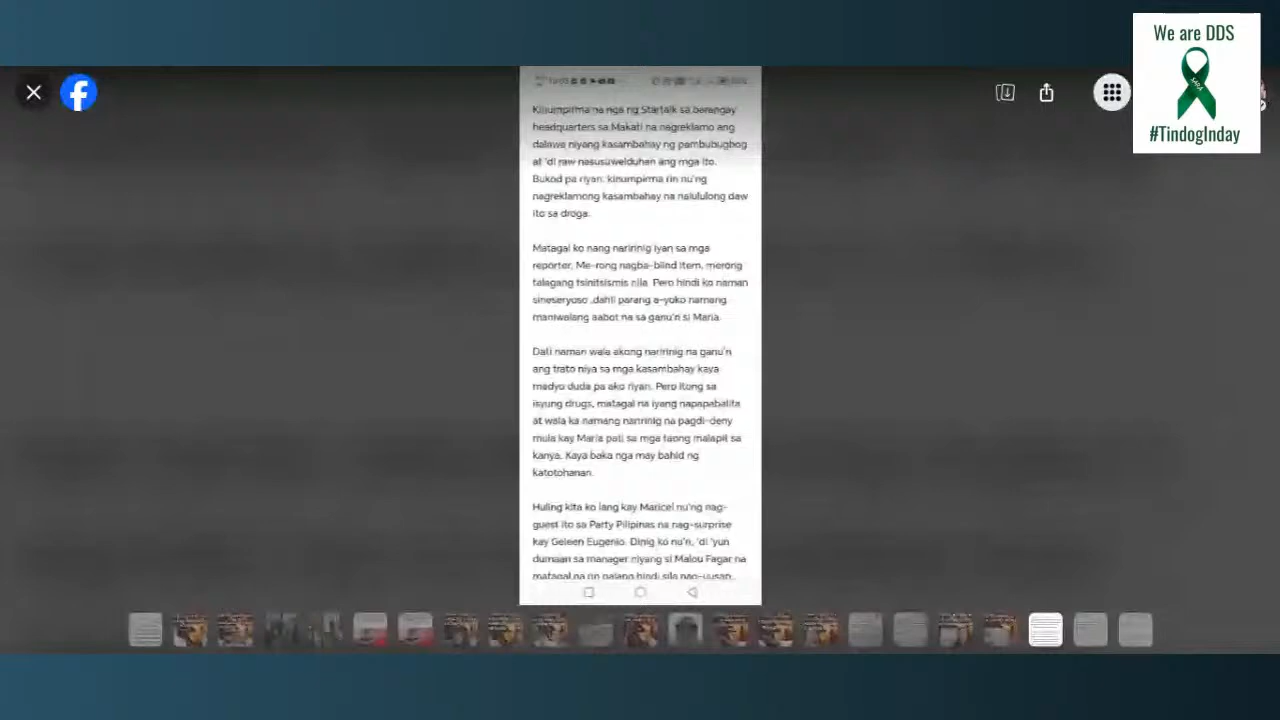 We are DDS
#TindogInday
Kinumpirma na nga ng Startalk sa barangay
headquarters sa Makati na nagreklamo ang
dalawa niyang kasambahay ng pambubugbog
at 'di raw nasusuwelduhan ang mga ito.
Bukod pa riyan, kinumpirma rin nu'ng
nagreklamong kasambahay na nalululong daw
ito sa droga.
Matagal ko nang naririnig iyan sa mga
reporter. Me-rong nagba-blind item, merong
talagang tsinitsismis nila. Pero hindi ko naman
sineseryoso ,dahil parang a-yoko namang
maniwalang aabot na sa ganu'n si Maria.
Dati naman wala akong naririnig na ganu'n
ang trato niya sa mga kasambahay kaya
medyo duda pa ako riyan. Pero itong sa
isyung drugs, matagal na iyang napapabalita
at wala ka namang naririnig na pagdi-deny
mula kay Maria pati sa mga taong malapit sa
kanya. Kaya baka nga may bahid ng
katotohanan.
Huling kita ko lang kay Maricel nu'ng nag-
guest ito sa Party Pilipinas na nag-surprise
kay Geleen Eugenio. Dinig ko nu'n, 'di 'yun
dumaan sa manager niyang si Malou Fagar na
matagal na rin palang hindi sila nag-uusap.